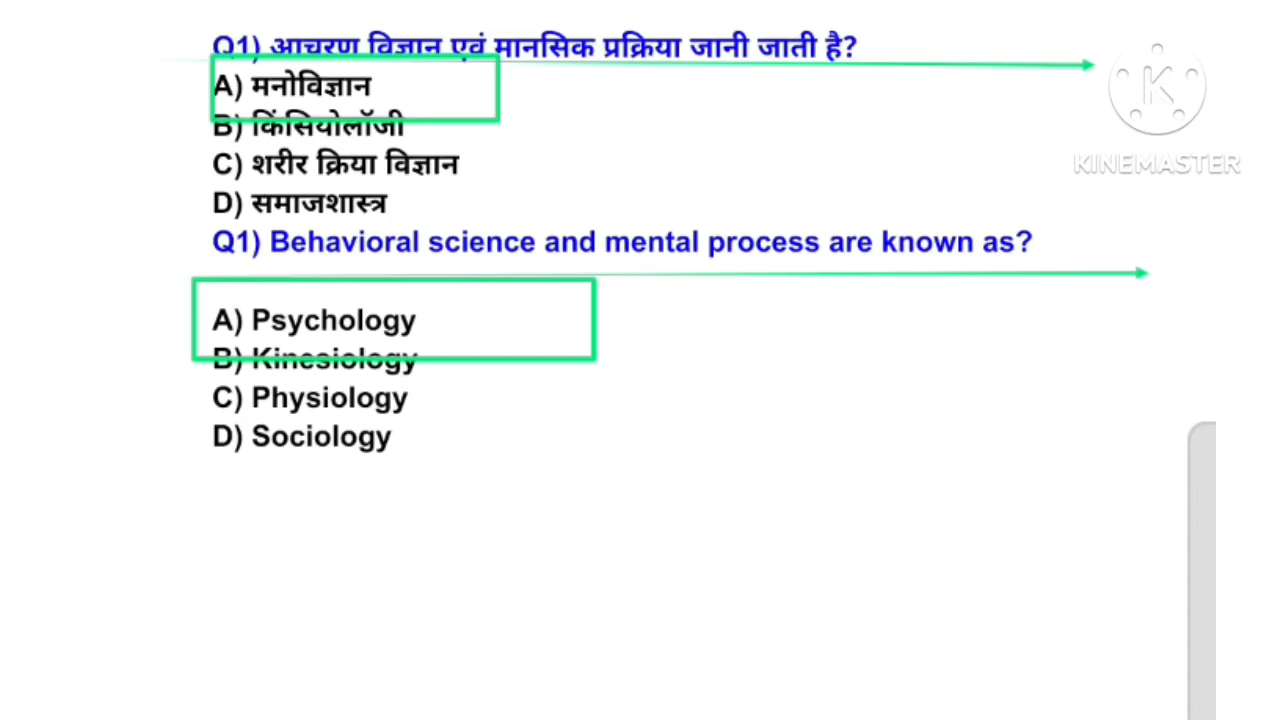 Q1) आचरण विज्ञान एवं मानसिक प्रक्रिया जानी जाती है?
A) मनोविज्ञान
B) किंसियोलॉजी
C) शरीर क्रिया विज्ञान
D) समाजशास्त्र
Q1) Behavioral science and mental process are known as?
A) Psychology
B) Kinesiology
C) Physiology
D) Sociology
K
KINEMASTER